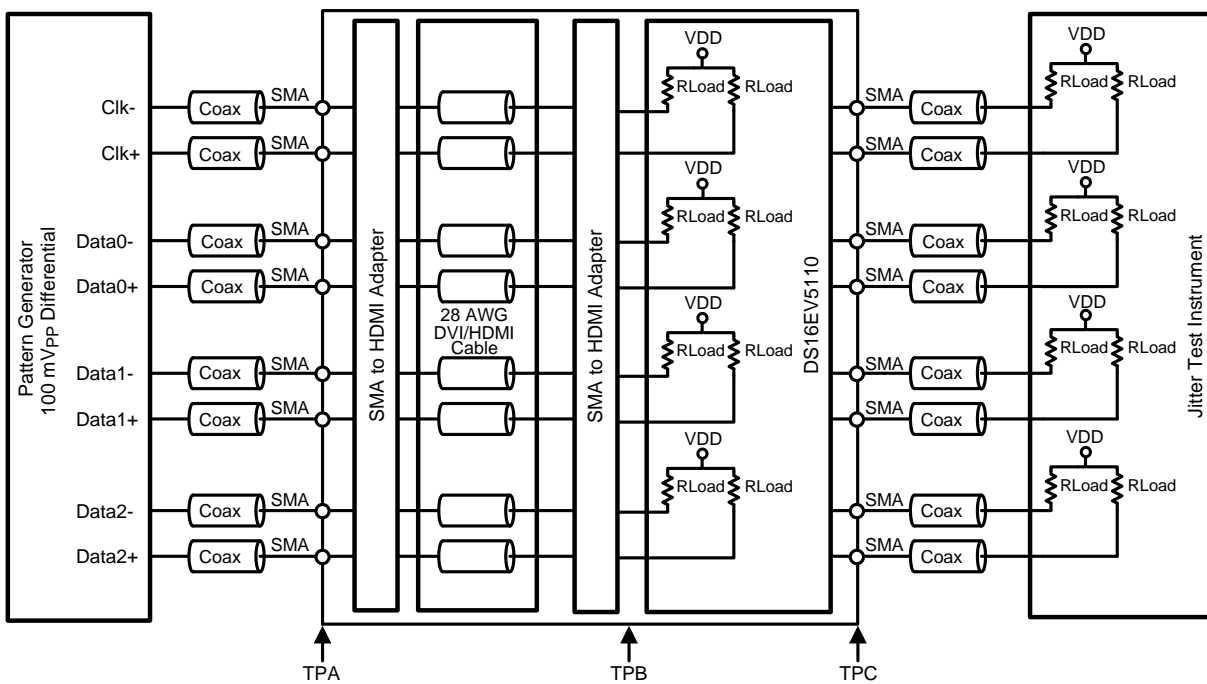 Pattern Generator
100 mVPP Differential
Clk-
Clk+
Data0-
Data0+
Data1-
Data1+
Data2-
Data2+
Coax
Coax
Coax
Coax
Coax
Coax
Coax
Coax
SMA
SMA
SMA
SMA
SMA
SMA
SMA
SMA
SMA to HDMI Adapter
28 AWG
DVI/HDMI
Cable
SMA to HDMI Adapter
VDD
RLoad
RLoad
VDD
RLoad
RLoad
VDD
RLoad
RLoad
VDD
RLoad
RLoad
DS16EV5110
SMA
SMA
SMA
SMA
SMA
SMA
SMA
SMA
Coax
Coax
Coax
Coax
Coax
Coax
Coax
Coax
VDD
RLoad
RLoad
VDD
RLoad
RLoad
VDD
RLoad
RLoad
VDD
RLoad
RLoad
Jitter Test Instrument
TPA
TPB
TPC